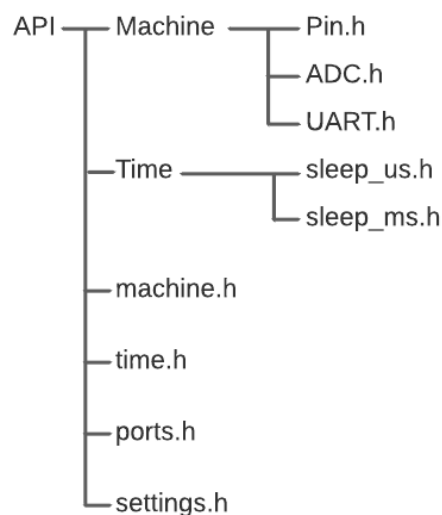 API Machine Pin.h
ADC.h
UART.h
Time sleep_us.h
sleep_ms.h
machine.h
time.h
ports.h
settings.h